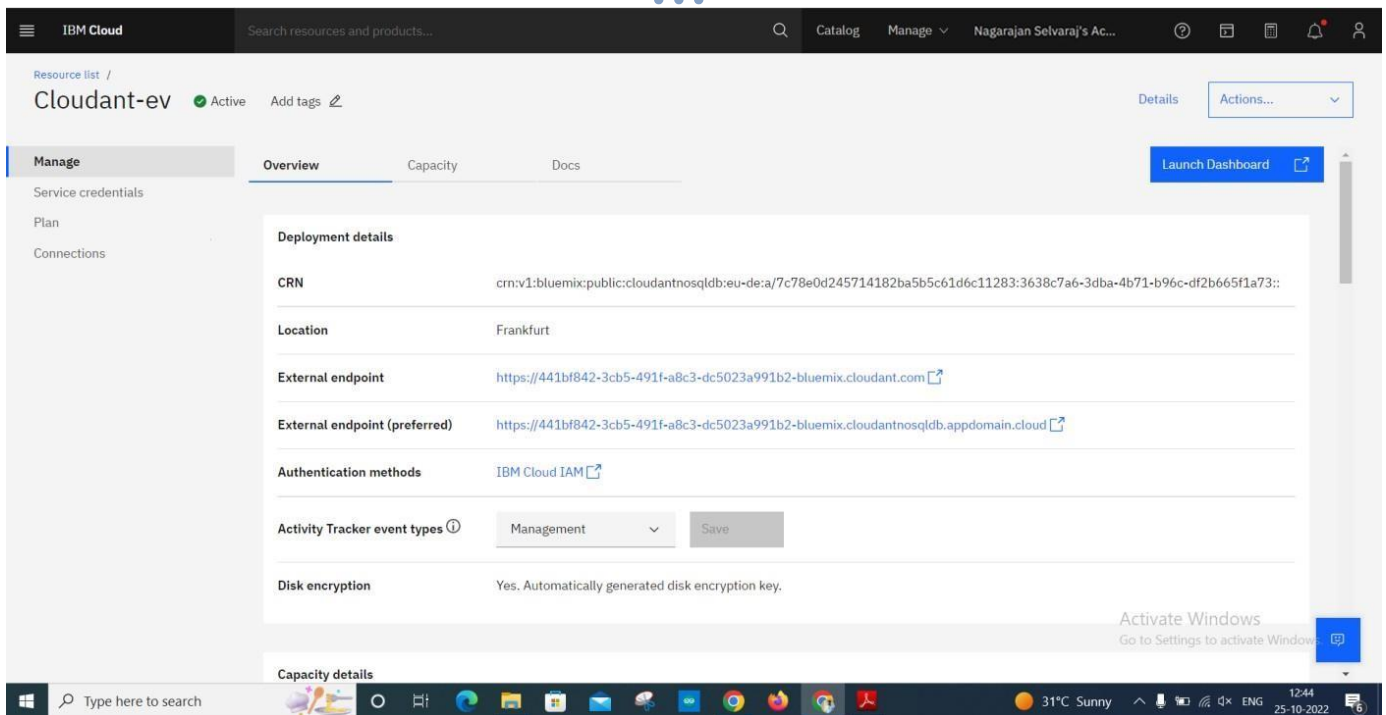 IBM Cloud
Search resources and products...
Catalog
Manage
Nagarajan Selvaraj's Ac...
Resource list /
Cloudant-ev
Active
Add tags
Details
Actions...
Manage
Service credentials
Plan
Connections
Overview
Capacity
Docs
Launch Dashboard
Deployment details
CRN
crn:v1:bluemix:public:cloudantnosqldb:eu-de:a/7c78e0d245714182ba5b5c61d6c11283:3638c7a6-3dba-4b71-b96c-df2b665f1a73::
Location
Frankfurt
External endpoint
https://441bf842-3cb5-491f-a8c3-dc5023a991b2-bluemix.cloudant.com
External endpoint (preferred)
https://441bf842-3cb5-491f-a8c3-dc5023a991b2-bluemix.cloudantnosqldb.appdomain.cloud
Authentication methods
IBM Cloud IAM
Activity Tracker event types
Management
Save
Disk encryption
Yes. Automatically generated disk encryption key.
Activate Windows
Go to Settings to activate Windows.
Capacity details
Type here to search
31°C Sunny
ENG
12:44
25-10-2022
6